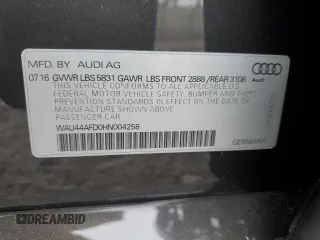 MFD. BY AUDI AG
07 16 GVWR LBS 5831 GAWR LBS FRONT 2888 /REAR 3108
THIS VEHICLE CONFORMS TO ALL APPLICABLE
FEDERAL MOTOR VEHICLE SAFETY, BUMPER AND THEFT
PREVENTION STANDARDS IN EFFECT ON THE DATE OF
MANUFACTURE SHOWN ABOVE.
PASSENGER CAR
WAU44AFD0HN004258
Audi
GERMANY
AUTOBIDMASTER